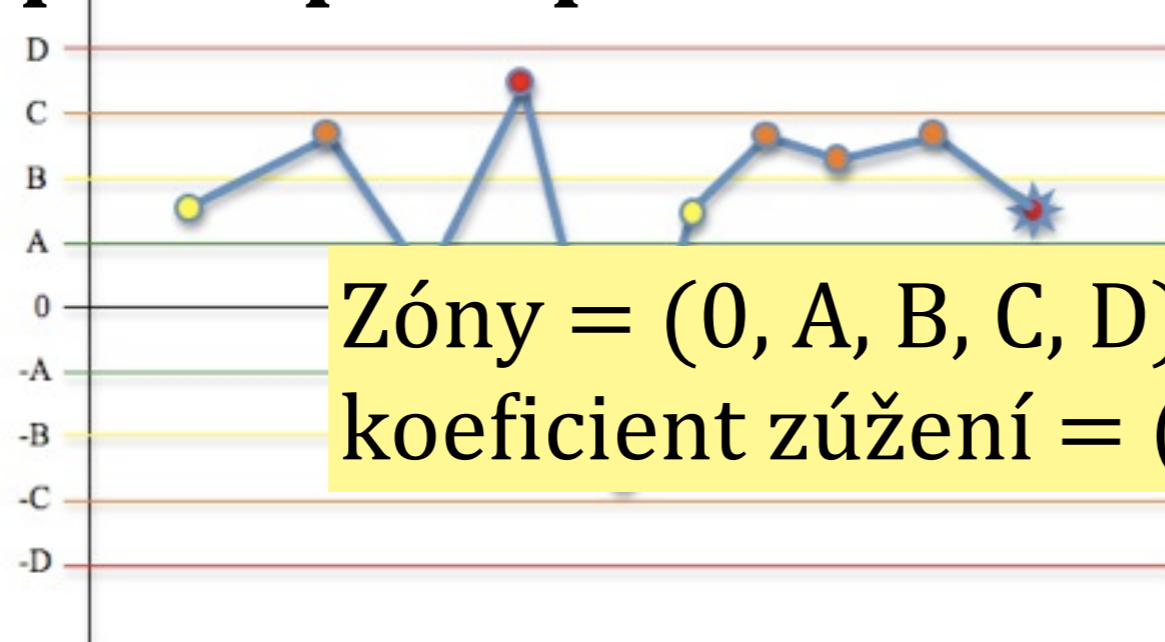 D
C
B
A
0
Zóny = (0, A, B, C, D)
-A
koeficient zúžení = (
-B
-C
-D